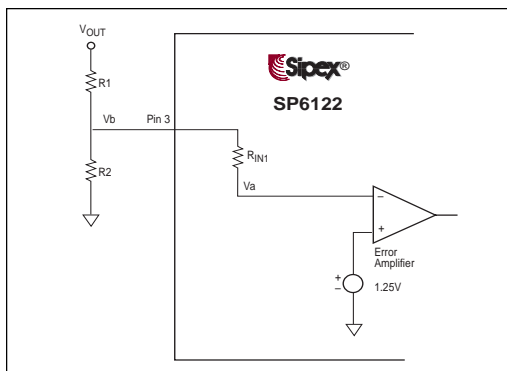 VOUT
Sipex®
SP6122
R1
Vb
Pin 3
RIN1
R2
Va
–
+
Error
Amplifier
+
–
1.25V